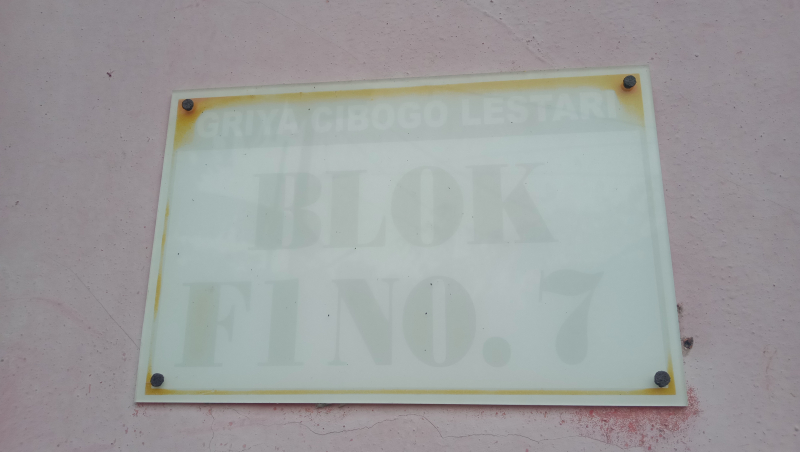 GRIYA CIBOGO LESTARI
BLOK
F1 NO. 7